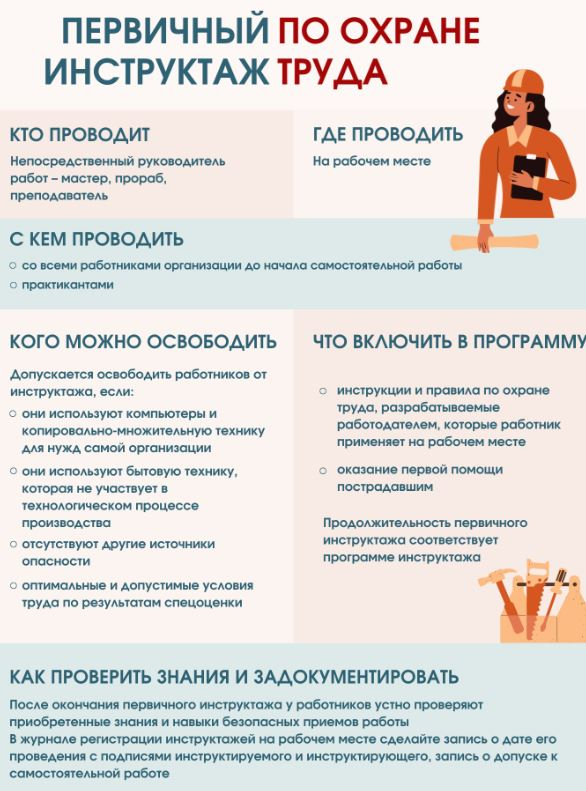 ПЕРВИЧНЫЙ ПО ОХРАНЕ
ИНСТРУКТАЖ ТРУДА
КТО ПРОВОДИТ
Непосредственный руководитель
работ – мастер, прораб,
преподаватель
ГДЕ ПРОВОДИТЬ
На рабочем месте
С КЕМ ПРОВОДИТЬ
со всеми работниками организации до начала самостоятельной работы
практикантами
КОГО МОЖНО ОСВОБОДИТЬ
Допускается освободить работников от
инструктажа, если:
они используют компьютеры и
копировально-множительную технику
для нужд самой организации
они используют бытовую технику,
которая не участвует в
технологическом процессе
производства
отсутствуют другие источники
опасности
оптимальные и допустимые условия
труда по результатам спецоценки
ЧТО ВКЛЮЧИТЬ В ПРОГРАММУ
инструкции и правила по охране
труда, разрабатываемые
работодателем, которые работник
применяет на рабочем месте
оказание первой помощи
пострадавшим
Продолжительность первичного
инструктажа соответствует
программе инструктажа
КАК ПРОВЕРИТЬ ЗНАНИЯ И ЗАДОКУМЕНТИРОВАТЬ
После окончания первичного инструктажа у работников устно проверяют
приобретенные знания и навыки безопасных приемов работы
В журнале регистрации инструктажей на рабочем месте сделайте запись о дате его
проведения с подписями инструктируемого и инструктирующего, запись о допуске к
самостоятельной работе